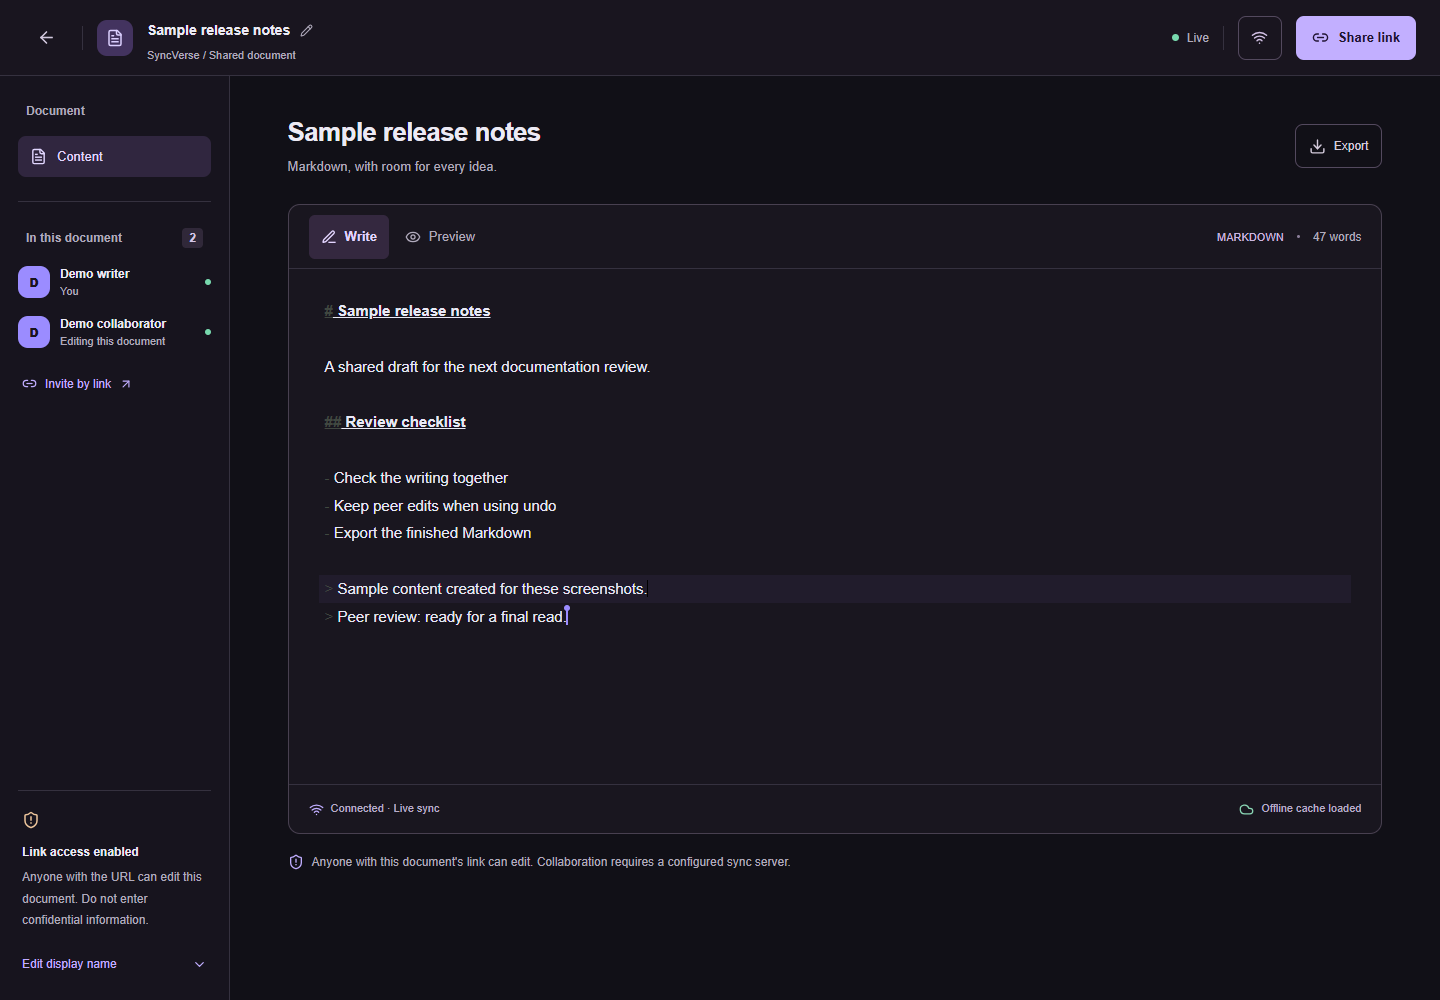 Sample release notes
SyncVerse / Shared document
Live
Share link
Document
Content
In this document
2
D
Demo writer
You
D
Demo collaborator
Editing this document
Invite by link
Link access enabled
Anyone with the URL can edit this
document. Do not enter
confidential information.
Edit display name
Sample release notes
Markdown, with room for every idea.
Export
Write
Preview
MARKDOWN • 47 words
# Sample release notes
A shared draft for the next documentation review.
## Review checklist
- Check the writing together
- Keep peer edits when using undo
- Export the finished Markdown
> Sample content created for these screenshots.
> Peer review: ready for a final read.
Connected · Live sync
Offline cache loaded
Anyone with this document's link can edit. Collaboration requires a configured sync server.